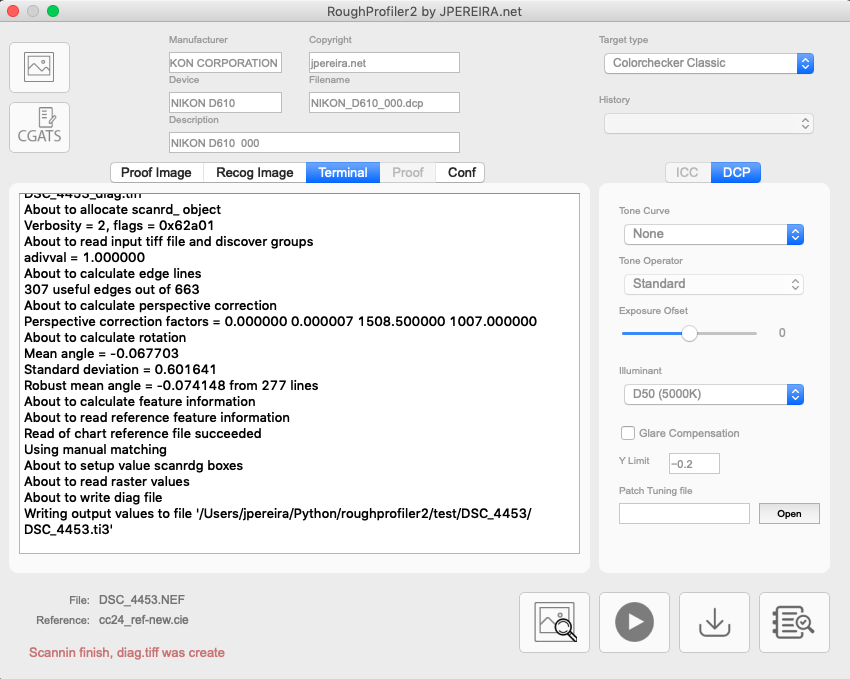 RoughProfiler2 by JPEREIRA.net
Manufacturer
Copyright
Target type
KON CORPORATION
jpereira.net
Colorchecker Classic
Device
Filename
History
NIKON D610
NIKON_D610_000.dcp
Description
NIKON D610 000
CGATS
Proof Image
Recog Image
Terminal
Proof
Conf
ICC
DCP
DSC_4453_diag.tiff
About to allocate scanrd_ object
Verbosity = 2, flags = 0x62a01
About to read input tiff file and discover groups
adivval = 1.000000
About to calculate edge lines
307 useful edges out of 663
About to calculate perspective correction
Perspective correction factors = 0.000000 0.000007 1508.500000 1007.000000
About to calculate rotation
Mean angle = -0.067703
Standard deviation = 0.601641
Robust mean angle = -0.074148 from 277 lines
About to calculate feature information
About to read reference feature information
Read of chart reference file succeeded
Using manual matching
About to setup value scanrdg boxes
About to read raster values
About to write diag file
Writing output values to file '/Users/jpereira/Python/roughprofiler2/test/DSC_4453/
DSC_4453.ti3'
Tone Curve
None
Tone Operator
Standard
Exposure Ofset
0
Illuminant
D50 (5000K)
Glare Compensation
Y Limit
-0.2
Patch Tuning file
Open
File: DSC_4453.NEF
Reference: cc24_ref-new.cie
Scannin finish, diag.tiff was create